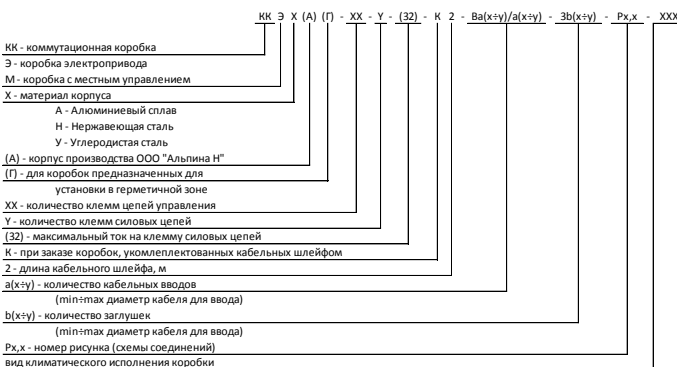 КК Э Х (А) (Г) - ХХ - Y - (32) - К 2 - Ва(х÷у)/а(х÷у) - Зb(х÷у) - Рх,х - ХХХ
КК - коммутационная коробка
Э - коробка электропривода
М - коробка с местным управлением
Х - материал корпуса
А - Алюминиевый сплав
Н - Нержавеющая сталь
У - Углеродистая сталь
(А) - корпус производства ООО "Альпина Н"
(Г) - для коробок предназначенных для
установки в герметичной зоне
ХХ - количество клемм цепей управления
Y - количество клемм силовых цепей
(32) - максимальный ток на клемму силовых цепей
К - при заказе коробок, укомлеплектованных кабельных шлейфом
2 - длина кабельного шлейфа, м
а(х÷у) - количество кабельных вводов
(min÷max диаметр кабеля для ввода)
b(х÷у) - количество заглушек
(min÷max диаметр кабеля для ввода)
Рх,х - номер рисунка (схемы соединений)
вид климатического исполнения коробки